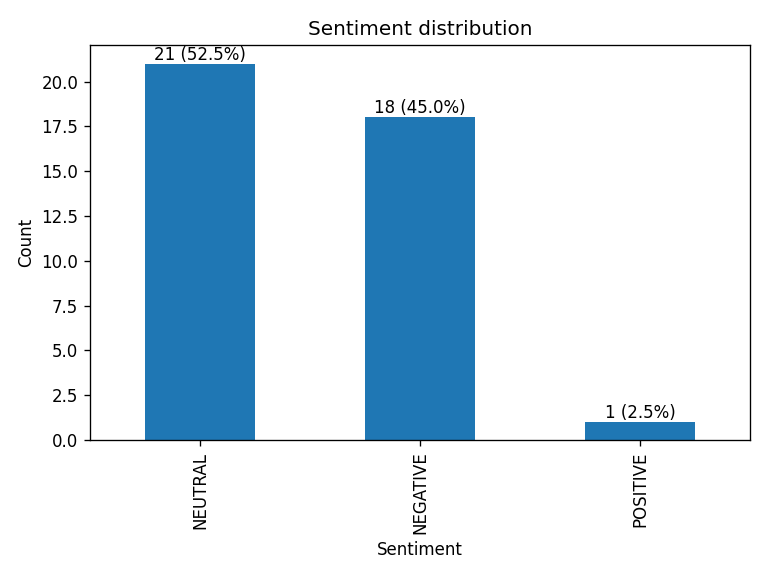 Sentiment distribution
21 (52.5%)
18 (45.0%)
1 (2.5%)
20.0
17.5
15.0
12.5
10.0
7.5
5.0
2.5
0.0
Count
NEUTRAL
NEGATIVE
POSITIVE
Sentiment